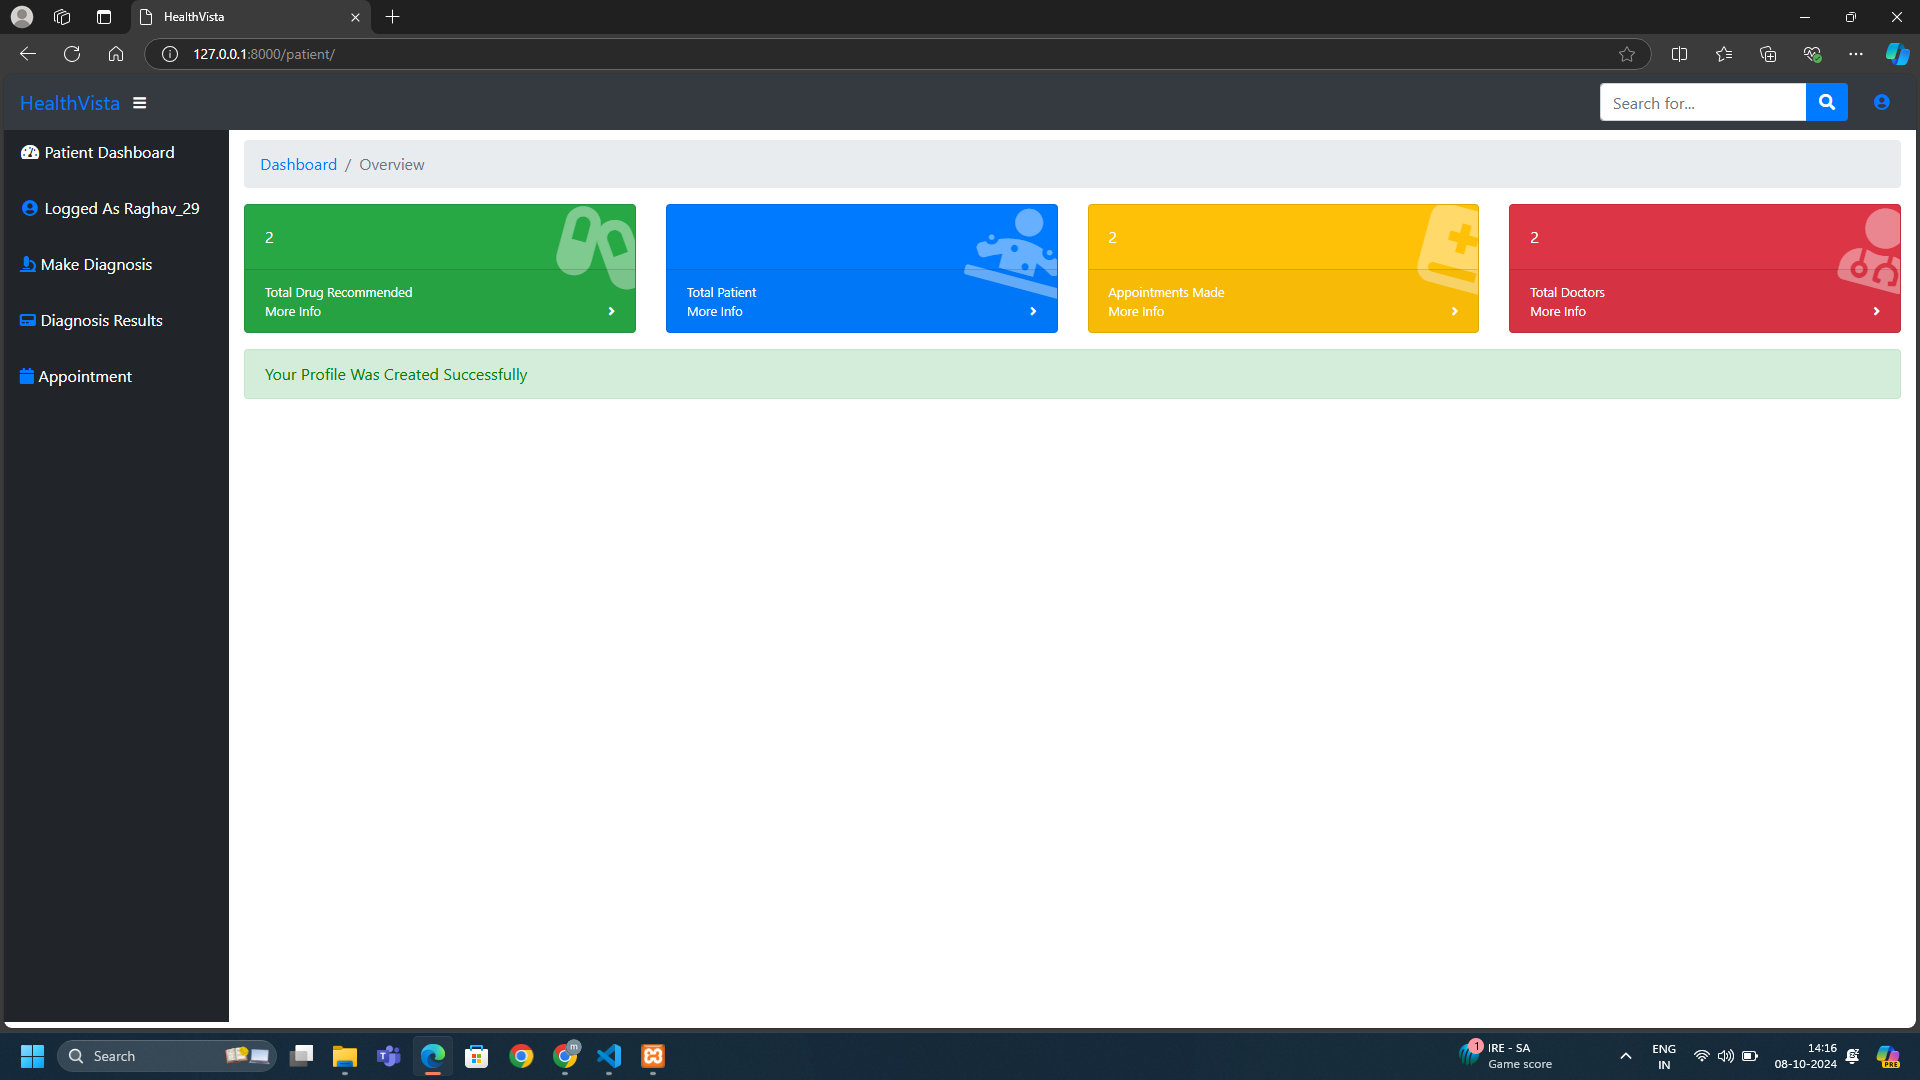 HealthVista
127.0.0.1:8000/patient/
HealthVista
Search for...
Patient Dashboard
Logged As Raghav_29
Make Diagnosis
Diagnosis Results
Appointment
Dashboard / Overview
2
Total Drug Recommended
More Info
Total Patient
More Info
2
Appointments Made
More Info
2
Total Doctors
More Info
Your Profile Was Created Successfully
Search
m
1
IRE - SA
Game score
ENG
IN
14:16
08-10-2024
PRE